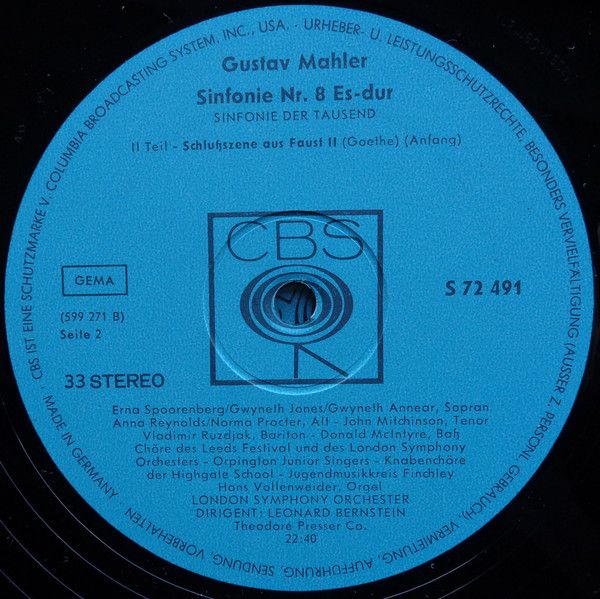 CBS IST EINE SCHUTZMARKE V. COLUMBIA BROADCASTING SYSTEM, INC., USA. - URHEBER- U. LEISTUNGSSCHUTZRECHTE, BESONDERS VERVIELFÄLTIGUNG (AUSSER Z. PERSÖNL. GEBRAUCH), VERMIETUNG, AUFFÜHRUNG, SENDUNG, VORBEHALTEN · MADE IN GERMANY ·
Gustav Mahler
Sinfonie Nr. 8 Es-dur
SINFONIE DER TAUSEND
II Teil - Schlußszene aus Faust II (Goethe) (Anfang)
CBS
GEMA
S 72 491
(599 271 B)
Seite 2
33 STEREO
Erna Spoorenberg/Gwyneth Jones/Gwyneth Annear, Sopran
Anna Reynolds/Norma Procter, Alt - John Mitchinson, Tenor
Vladimir Ruzdjak, Bariton - Donald McIntyre, Baß
Chöre des Leeds Festival und des London Symphony
Orchesters - Orpington Junior Singers - Knabenchöre
der Highgate School - Jugendmusikkreis Finchley
Hans Vollenweider, Orgel
LONDON SYMPHONY ORCHESTER
DIRIGENT: LEONARD BERNSTEIN
Theodore Presser Co.
22:40